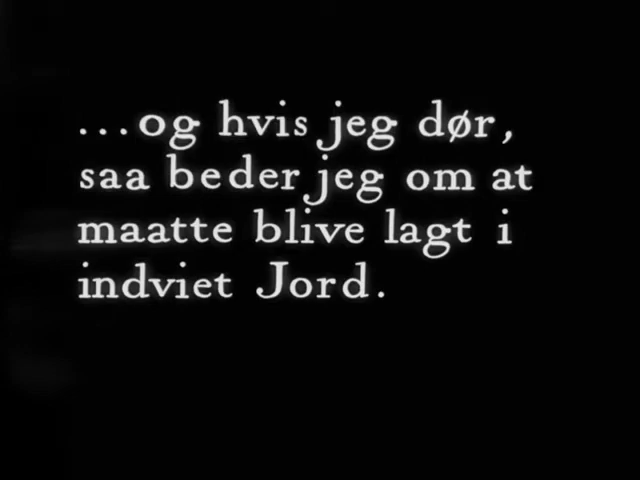 ...og hvis jeg dør,
saa beder jeg om at
maatte blive lagt i
indviet Jord.